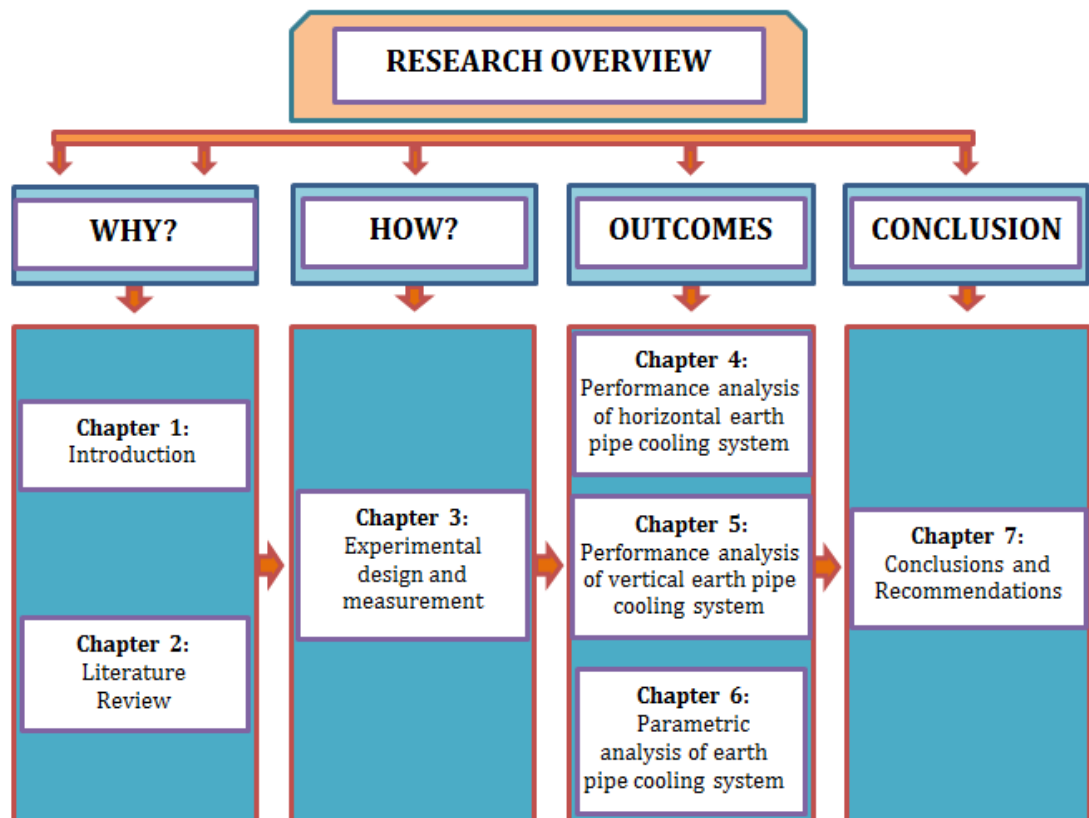 RESEARCH OVERVIEW
WHY?
HOW?
OUTCOMES
CONCLUSION
Chapter 1:
Introduction
Chapter 2:
Literature
Review
Chapter 3:
Experimental
design and
measurement
Chapter 4:
Performance analysis
of horizontal earth
pipe cooling system
Chapter 5:
Performance analysis
of vertical earth pipe
cooling system
Chapter 6:
Parametric
analysis of earth
pipe cooling system
Chapter 7:
Conclusions and
Recommendations